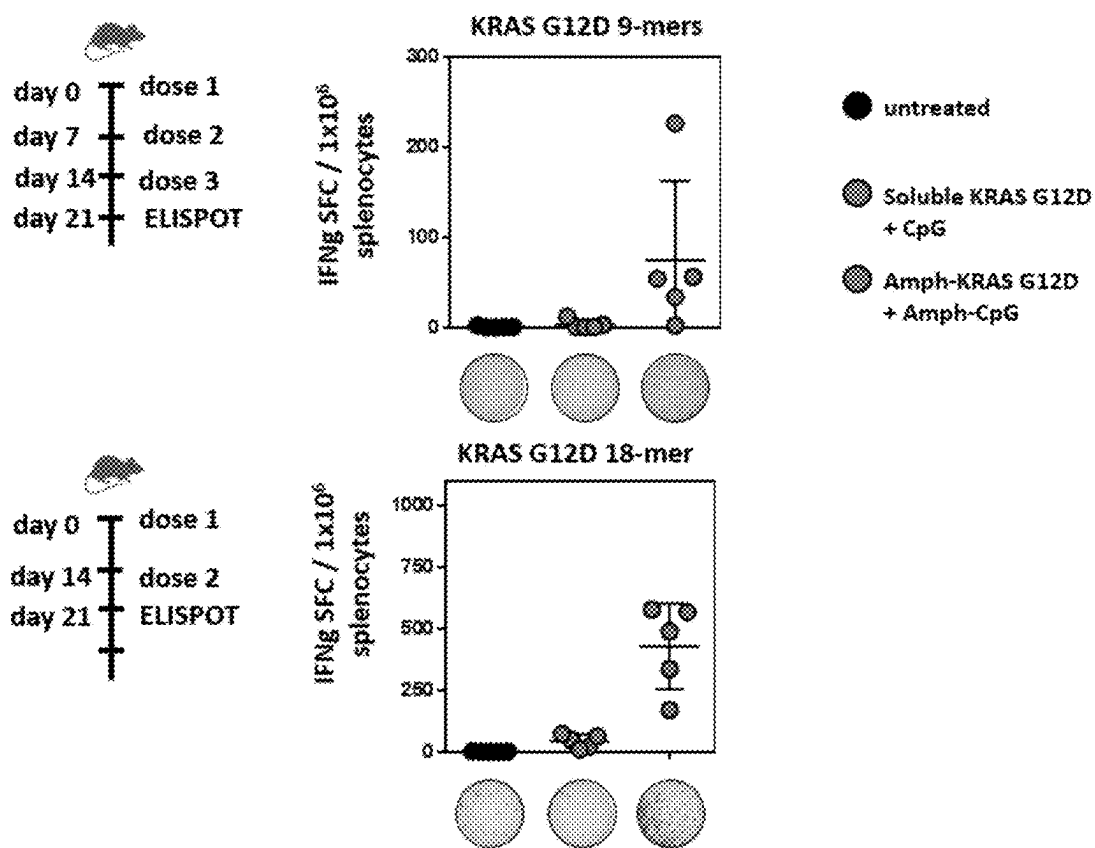 KRAS G12D 9-mers
day 0 dose 1
day 7 dose 2
day 14 dose 3
day 21 ELISPOT
IFNg SFC / 1x10⁶
splenocytes
300
200
100
0
untreated
Soluble KRAS G12D
+ CpG
Amph-KRAS G12D
+ Amph-CpG
KRAS G12D 18-mer
day 0 dose 1
day 14 dose 2
day 21 ELISPOT
IFNg SFC / 1x10⁶
splenocytes
1000
750
500
250
0